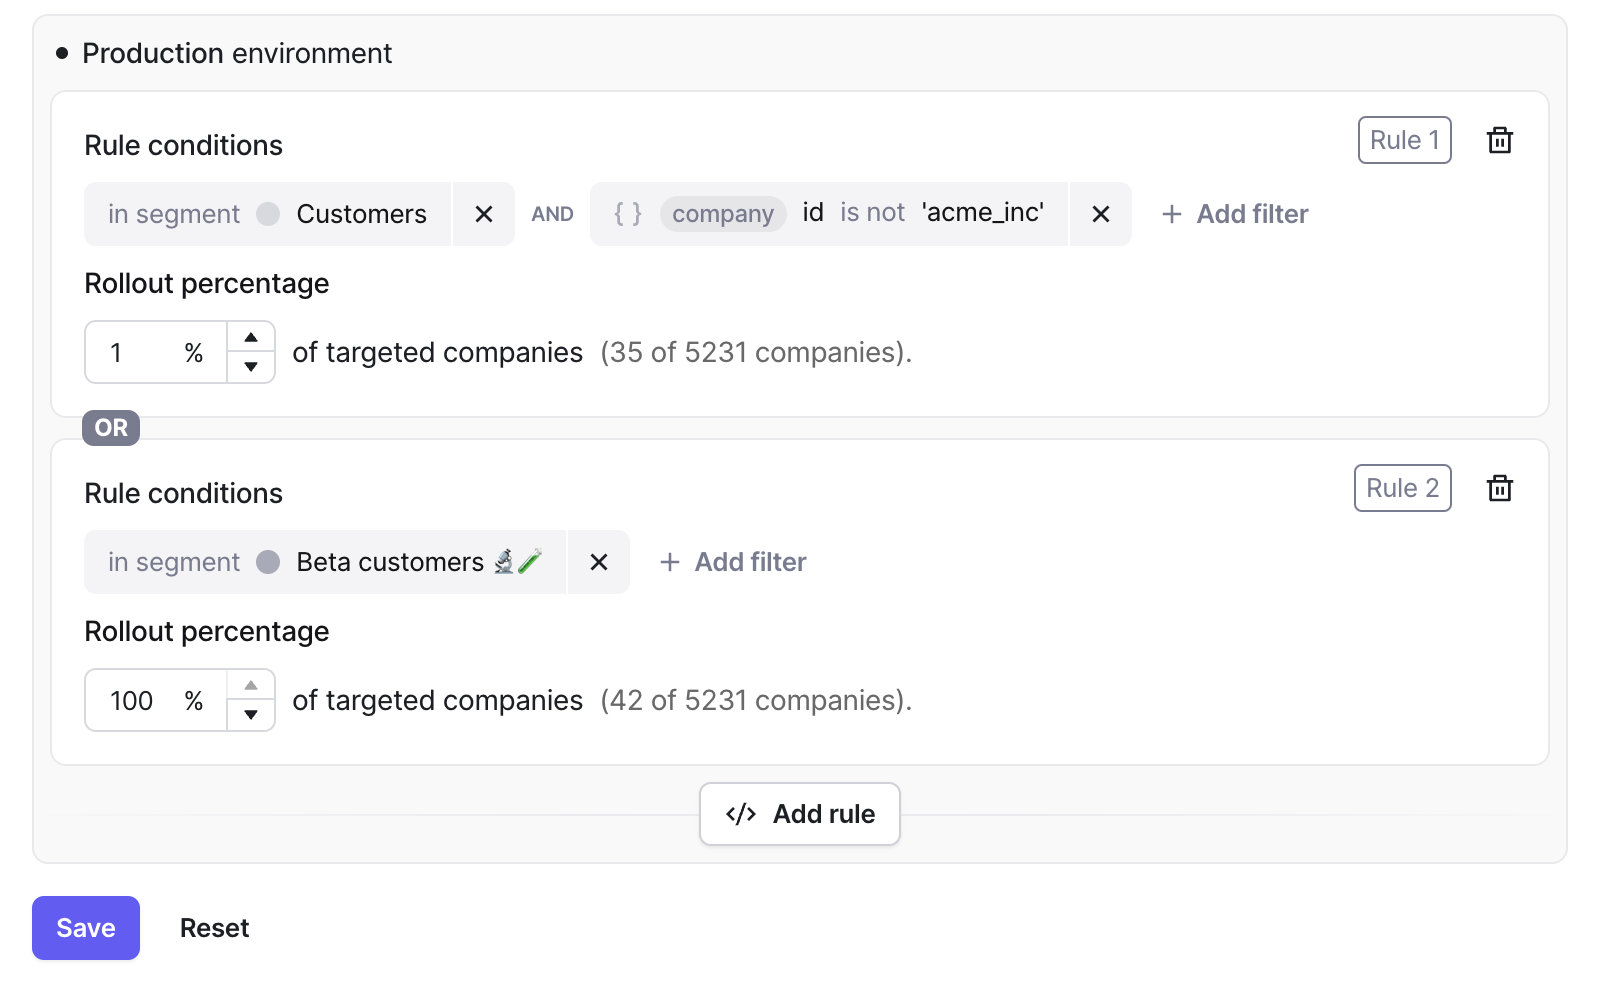 Production environment
Rule conditions
Rule 1
in segment Customers AND { } company id is not 'acme_inc' + Add filter
Rollout percentage
1 % of targeted companies (35 of 5231 companies).
OR
Rule conditions
Rule 2
in segment Beta customers 🔬🧪 + Add filter
Rollout percentage
100 % of targeted companies (42 of 5231 companies).
</> Add rule
Save Reset